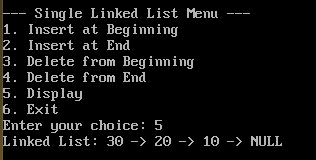 --- Single Linked List Menu ---
1. Insert at Beginning
2. Insert at End
3. Delete from Beginning
4. Delete from End
5. Display
6. Exit
Enter your choice: 5
Linked List: 30 -> 20 -> 10 -> NULL